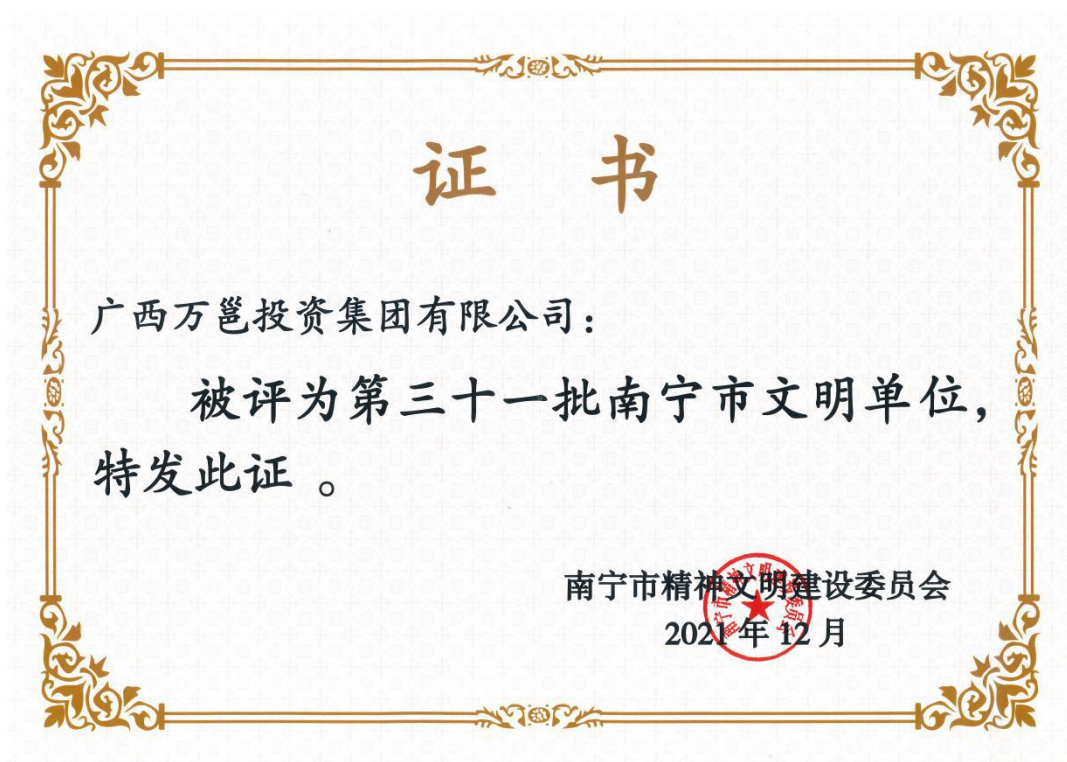 证 书
广西万邕投资集团有限公司：
被评为第三十一批南宁市文明单位，
特发此证 。
南宁市精神文明建设委员会
2021年12月